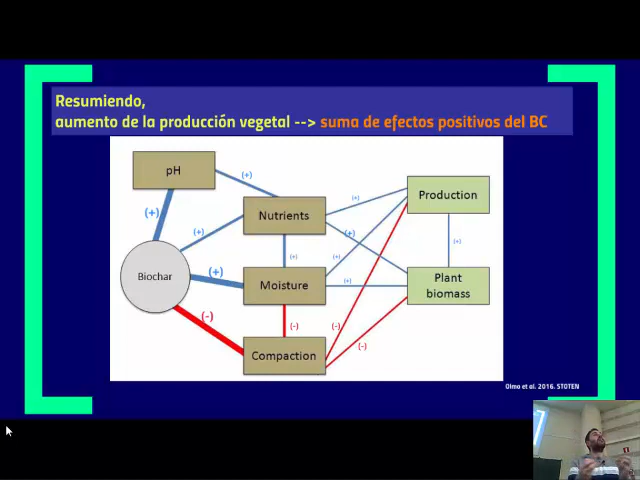 Resumiendo,
aumento de la producción vegetal --> suma de efectos positivos del BC
pH
(+)
Production
(+)
Nutrients
(+)
(+)
(+)
(+)
(+)
(+)
Biochar
(+)
Moisture
(+)
Plant
biomass
(-)
(-)
(-)
(-)
Compaction
Olmo et al. 2016. STOTEN